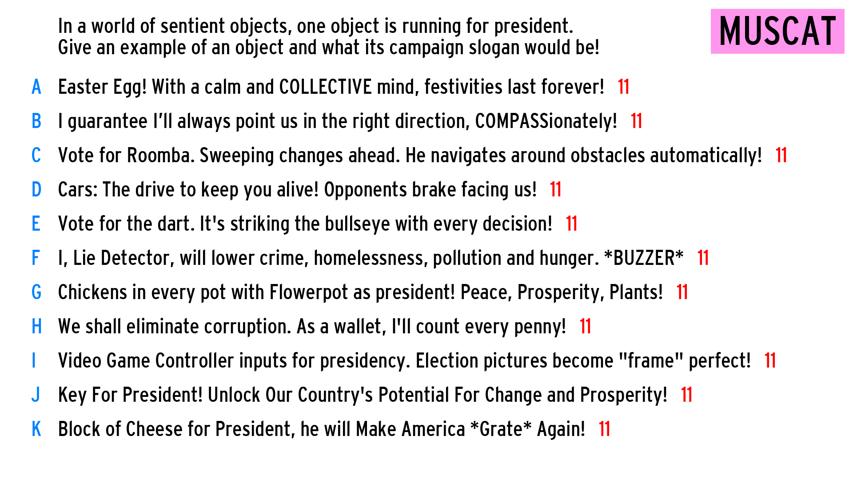 In a world of sentient objects, one object is running for president.
Give an example of an object and what its campaign slogan would be!
MUSCAT
A Easter Egg! With a calm and COLLECTIVE mind, festivities last forever! 11
B I guarantee I'll always point us in the right direction, COMPASSionately! 11
C Vote for Roomba. Sweeping changes ahead. He navigates around obstacles automatically! 11
D Cars: The drive to keep you alive! Opponents brake facing us! 11
E Vote for the dart. It's striking the bullseye with every decision! 11
F I, Lie Detector, will lower crime, homelessness, pollution and hunger. *BUZZER* 11
G Chickens in every pot with Flowerpot as president! Peace, Prosperity, Plants! 11
H We shall eliminate corruption. As a wallet, I'll count every penny! 11
I Video Game Controller inputs for presidency. Election pictures become "frame" perfect! 11
J Key For President! Unlock Our Country's Potential For Change and Prosperity! 11
K Block of Cheese for President, he will Make America *Grate* Again! 11